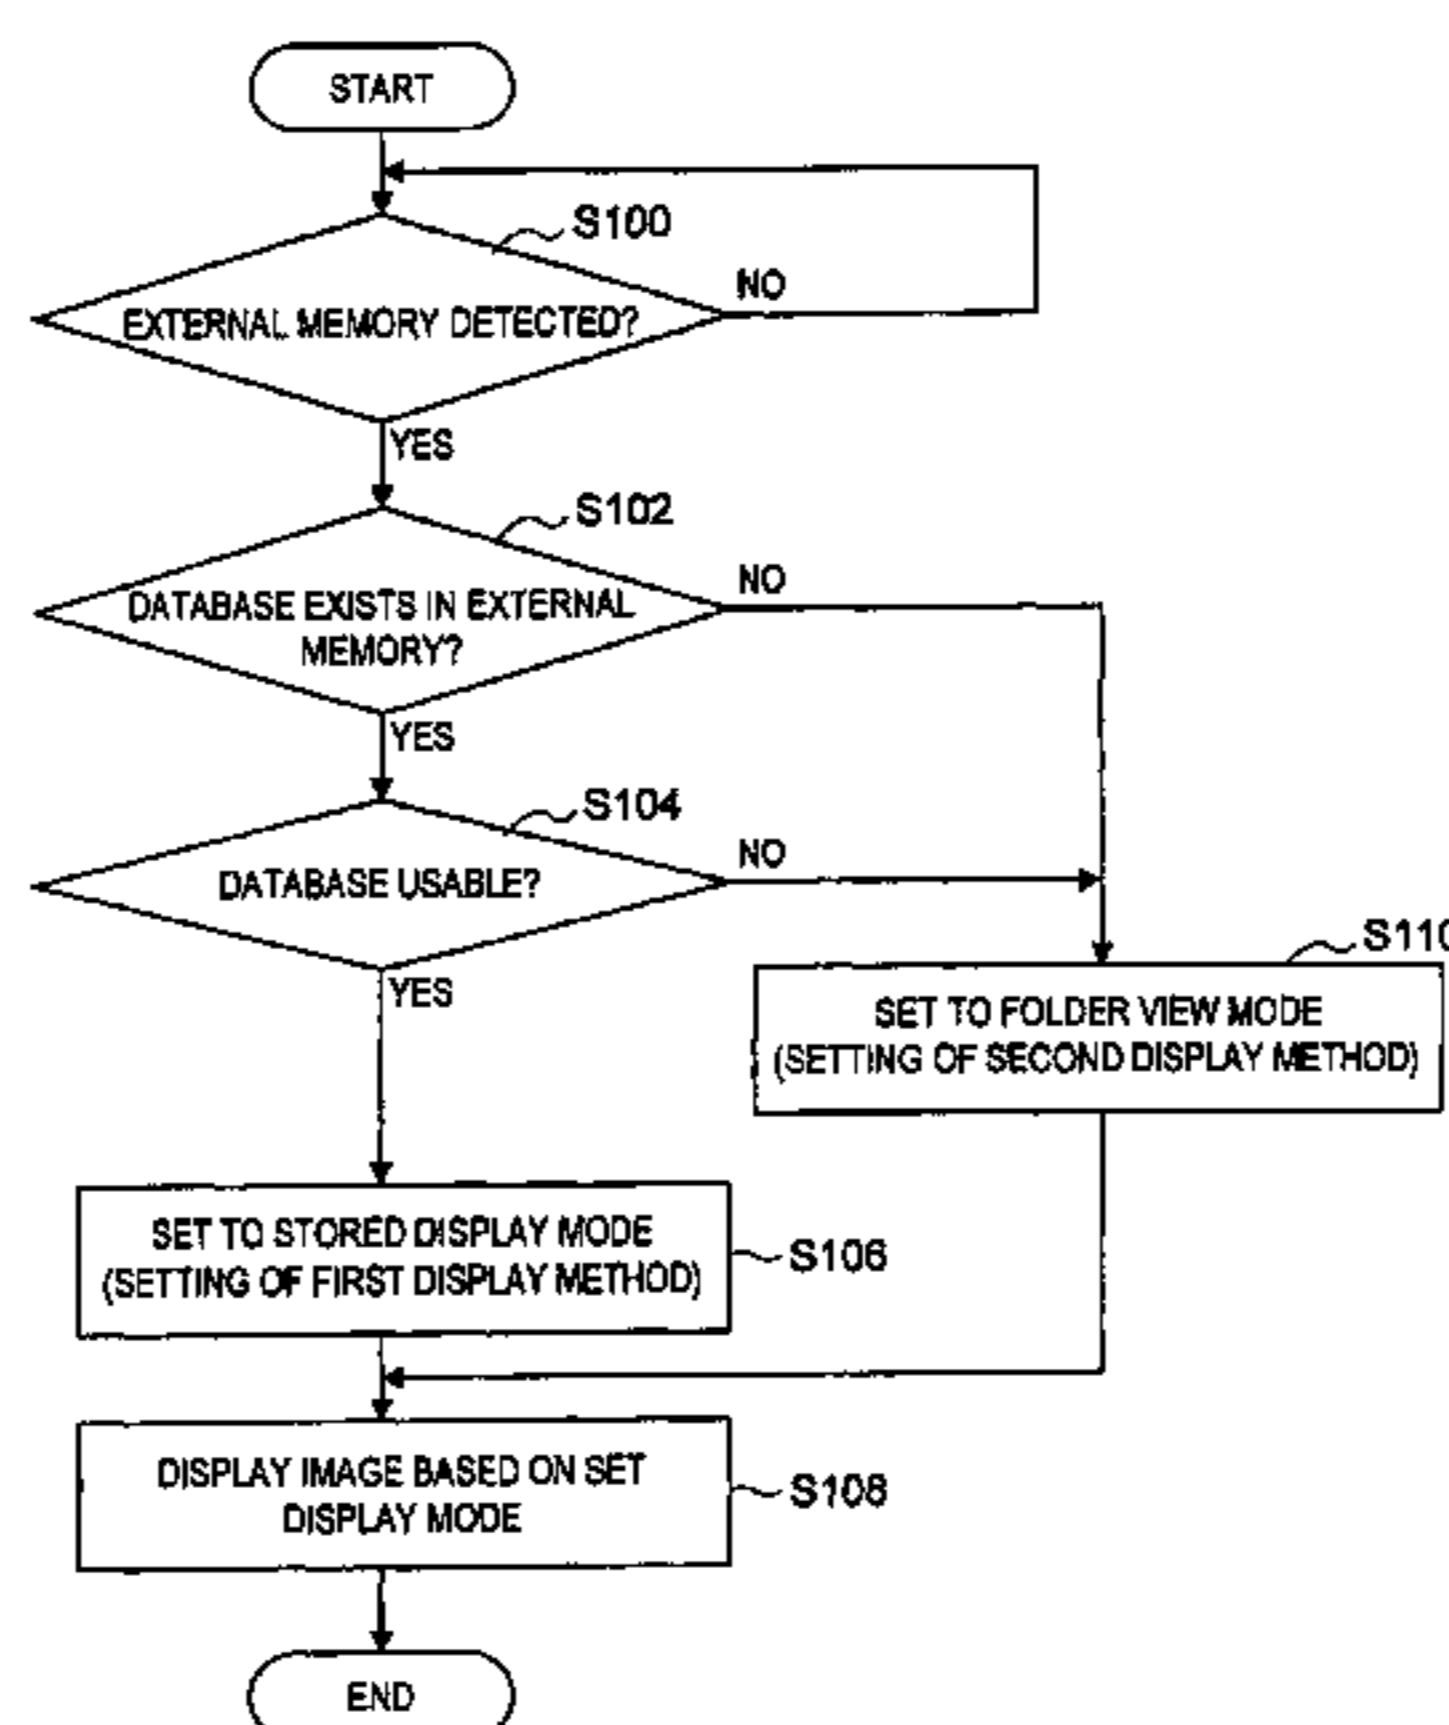 START
S100
NO
EXTERNAL MEMORY DETECTED?
YES
S102
NO
DATABASE EXISTS IN EXTERNAL
MEMORY?
YES
S104
NO
DATABASE USABLE?
YES
S110
SET TO FOLDER VIEW MODE
(SETTING OF SECOND DISPLAY METHOD)
SET TO STORED DISPLAY MODE
(SETTING OF FIRST DISPLAY METHOD)
S106
DISPLAY IMAGE BASED ON SET
DISPLAY MODE
S108
END